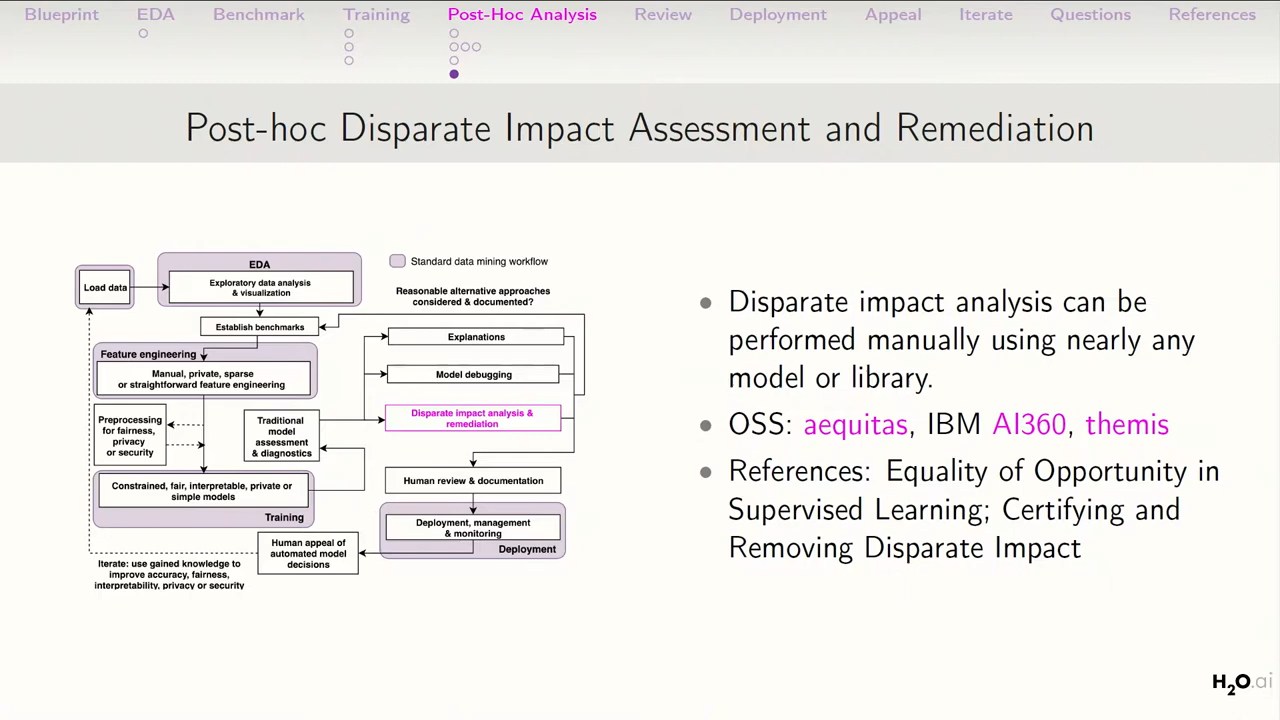 Blueprint EDA Benchmark Training Post-Hoc Analysis Review Deployment Appeal Iterate Questions References
Post-hoc Disparate Impact Assessment and Remediation
Load data
EDA
Exploratory data analysis
& visualization
Standard data mining workflow
Reasonable alternative approaches
considered & documented?
Establish benchmarks
Feature engineering
Manual, private, sparse
or straightforward feature engineering
Preprocessing
for fairness,
privacy
or security
Traditional
model
assessment
& diagnostics
Explanations
Model debugging
Disparate impact analysis &
remediation
Constrained, fair, interpretable, private or
simple models
Training
Human review & documentation
Deployment, management
& monitoring
Deployment
Human appeal of
automated model
decisions
Iterate: use gained knowledge to
improve accuracy, fairness,
interpretability, privacy or security
Disparate impact analysis can be
performed manually using nearly any
model or library.
OSS: aequitas, IBM AI360, themis
References: Equality of Opportunity in
Supervised Learning; Certifying and
Removing Disparate Impact
H2O.ai